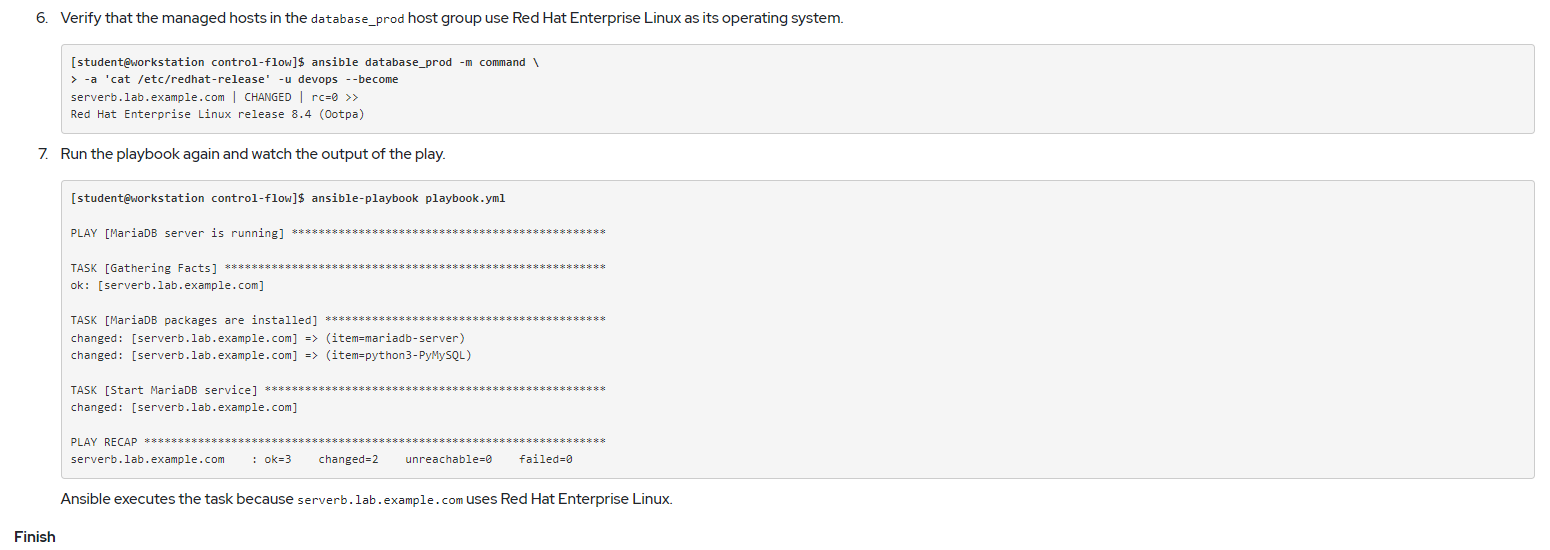 6. Verify that the managed hosts in the database_prod host group use Red Hat Enterprise Linux as its operating system.
[student@workstation control-flow]$ ansible database_prod -m command \
> -a 'cat /etc/redhat-release' -u devops --become
serverb.lab.example.com | CHANGED | rc=0 >>
Red Hat Enterprise Linux release 8.4 (Ootpa)
7. Run the playbook again and watch the output of the play.
[student@workstation control-flow]$ ansible-playbook playbook.yml
PLAY [MariaDB server is running] ***********************************************
TASK [Gathering Facts] *********************************************************
ok: [serverb.lab.example.com]
TASK [MariaDB packages are installed] ******************************************
changed: [serverb.lab.example.com] => (item=mariadb-server)
changed: [serverb.lab.example.com] => (item=python3-PyMySQL)
TASK [Start MariaDB service] ***************************************************
changed: [serverb.lab.example.com]
PLAY RECAP *********************************************************************
serverb.lab.example.com    : ok=3    changed=2    unreachable=0    failed=0
Ansible executes the task because serverb.lab.example.com uses Red Hat Enterprise Linux.
Finish